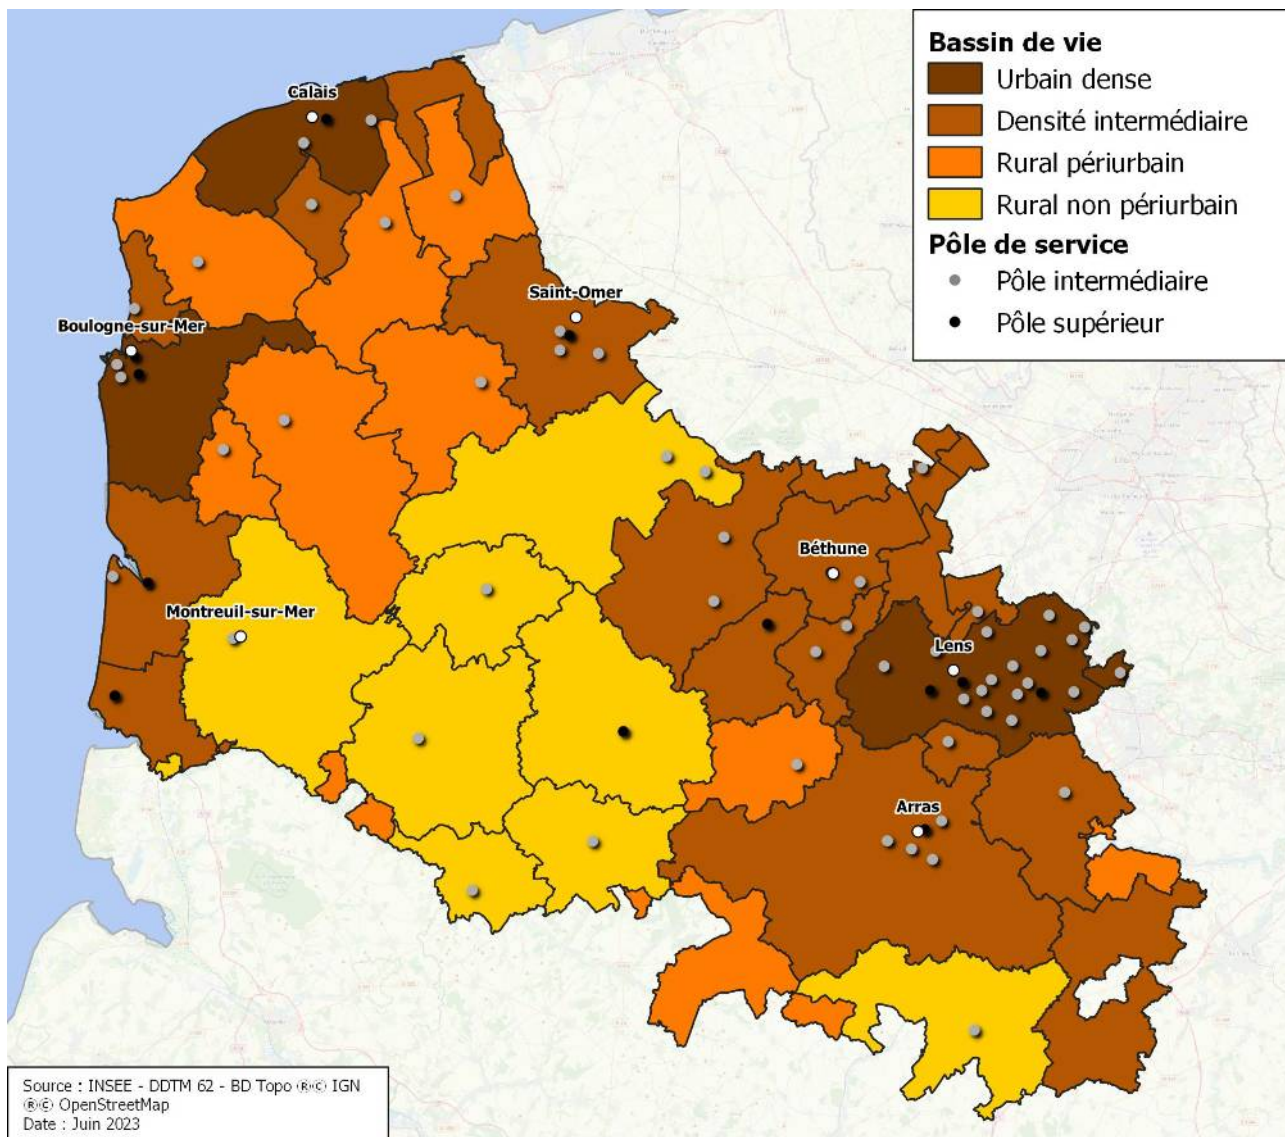 Bassin de vie
Urbain dense
Densité intermédiaire
Rural périurbain
Rural non périurbain
Pôle de service
Pôle intermédiaire
Pôle supérieur
Calais
Saint-Omer
Boulogne-sur-Mer
Béthune
Montreuil-sur-Mer
Lens
Arras
Source : INSEE - DDTM 62 - BD Topo ®© IGN
®© OpenStreetMap
Date : Juin 2023